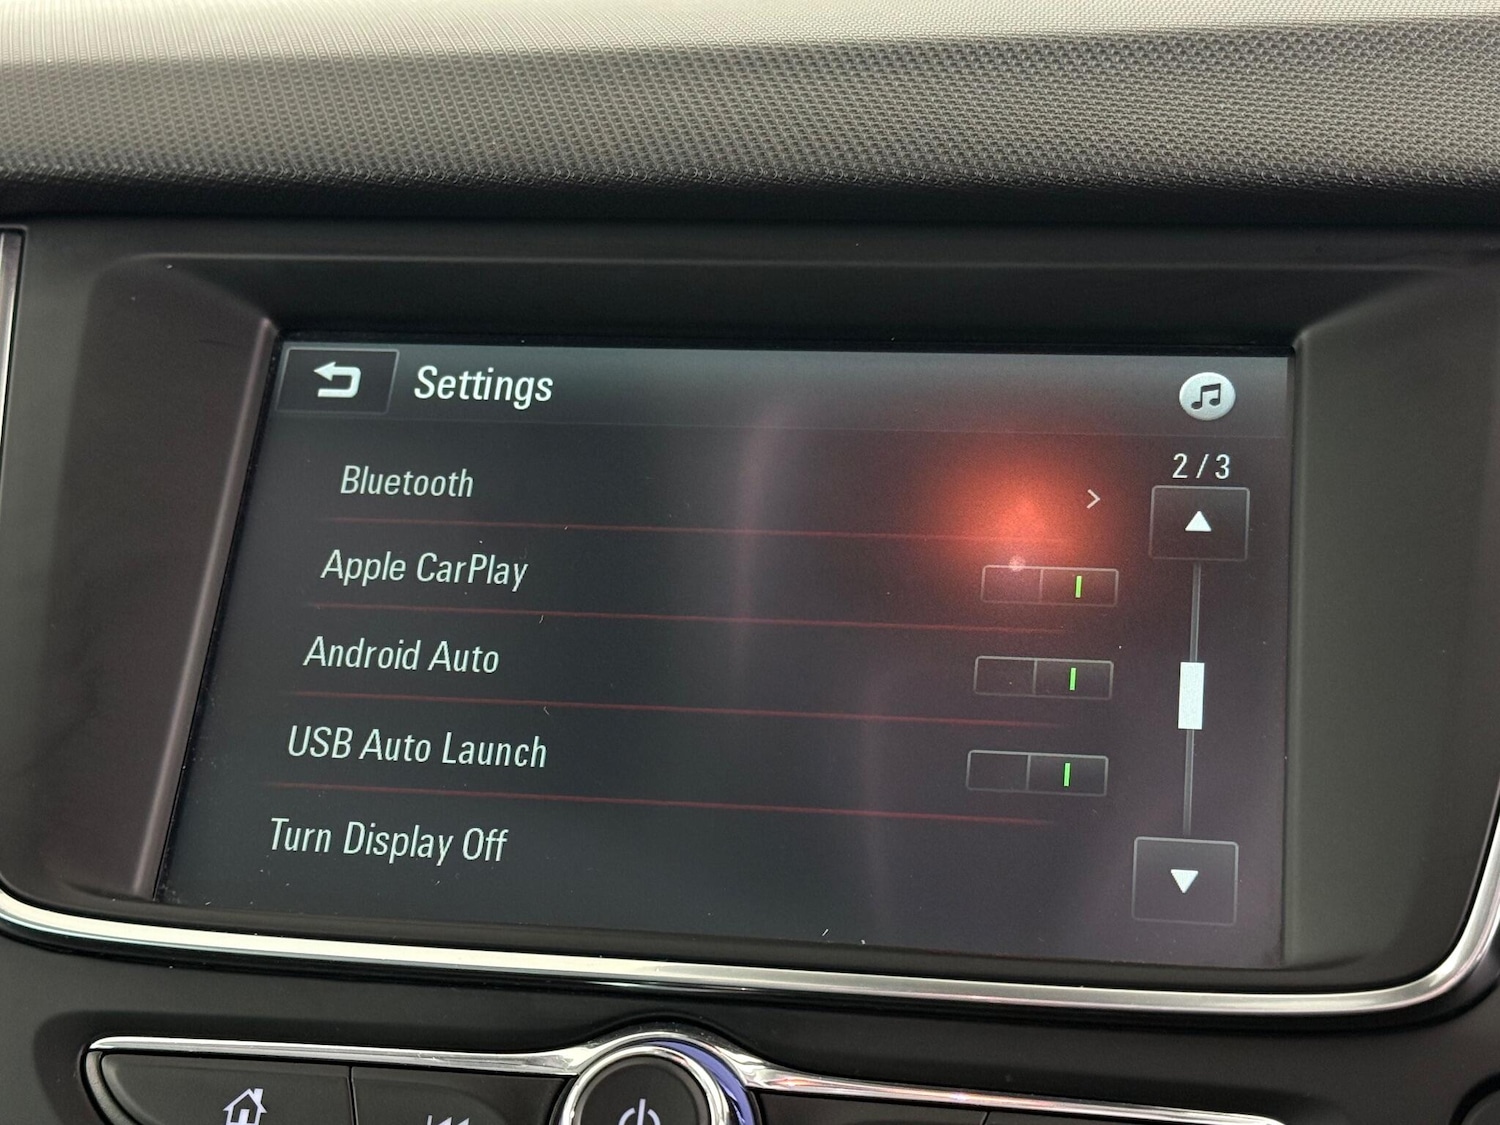 Settings
2/3
Bluetooth
Apple CarPlay
Android Auto
USB Auto Launch
Turn Display Off